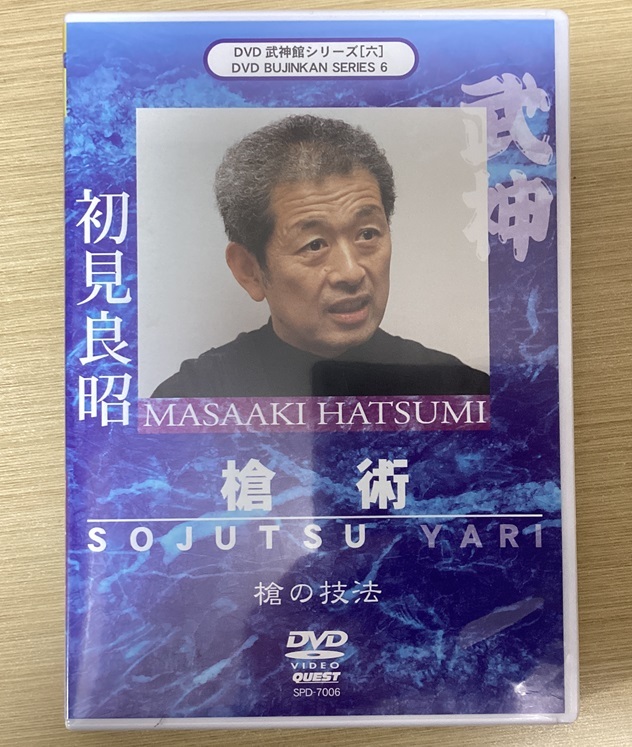 DVD 武神館シリーズ[六]
DVD BUJINKAN SERIES 6
武神
初見良昭
MASAAKI HATSUMI
槍術
SOJUTSU YARI
槍の技法
DVD
VIDEO
QUEST
SPD-7006